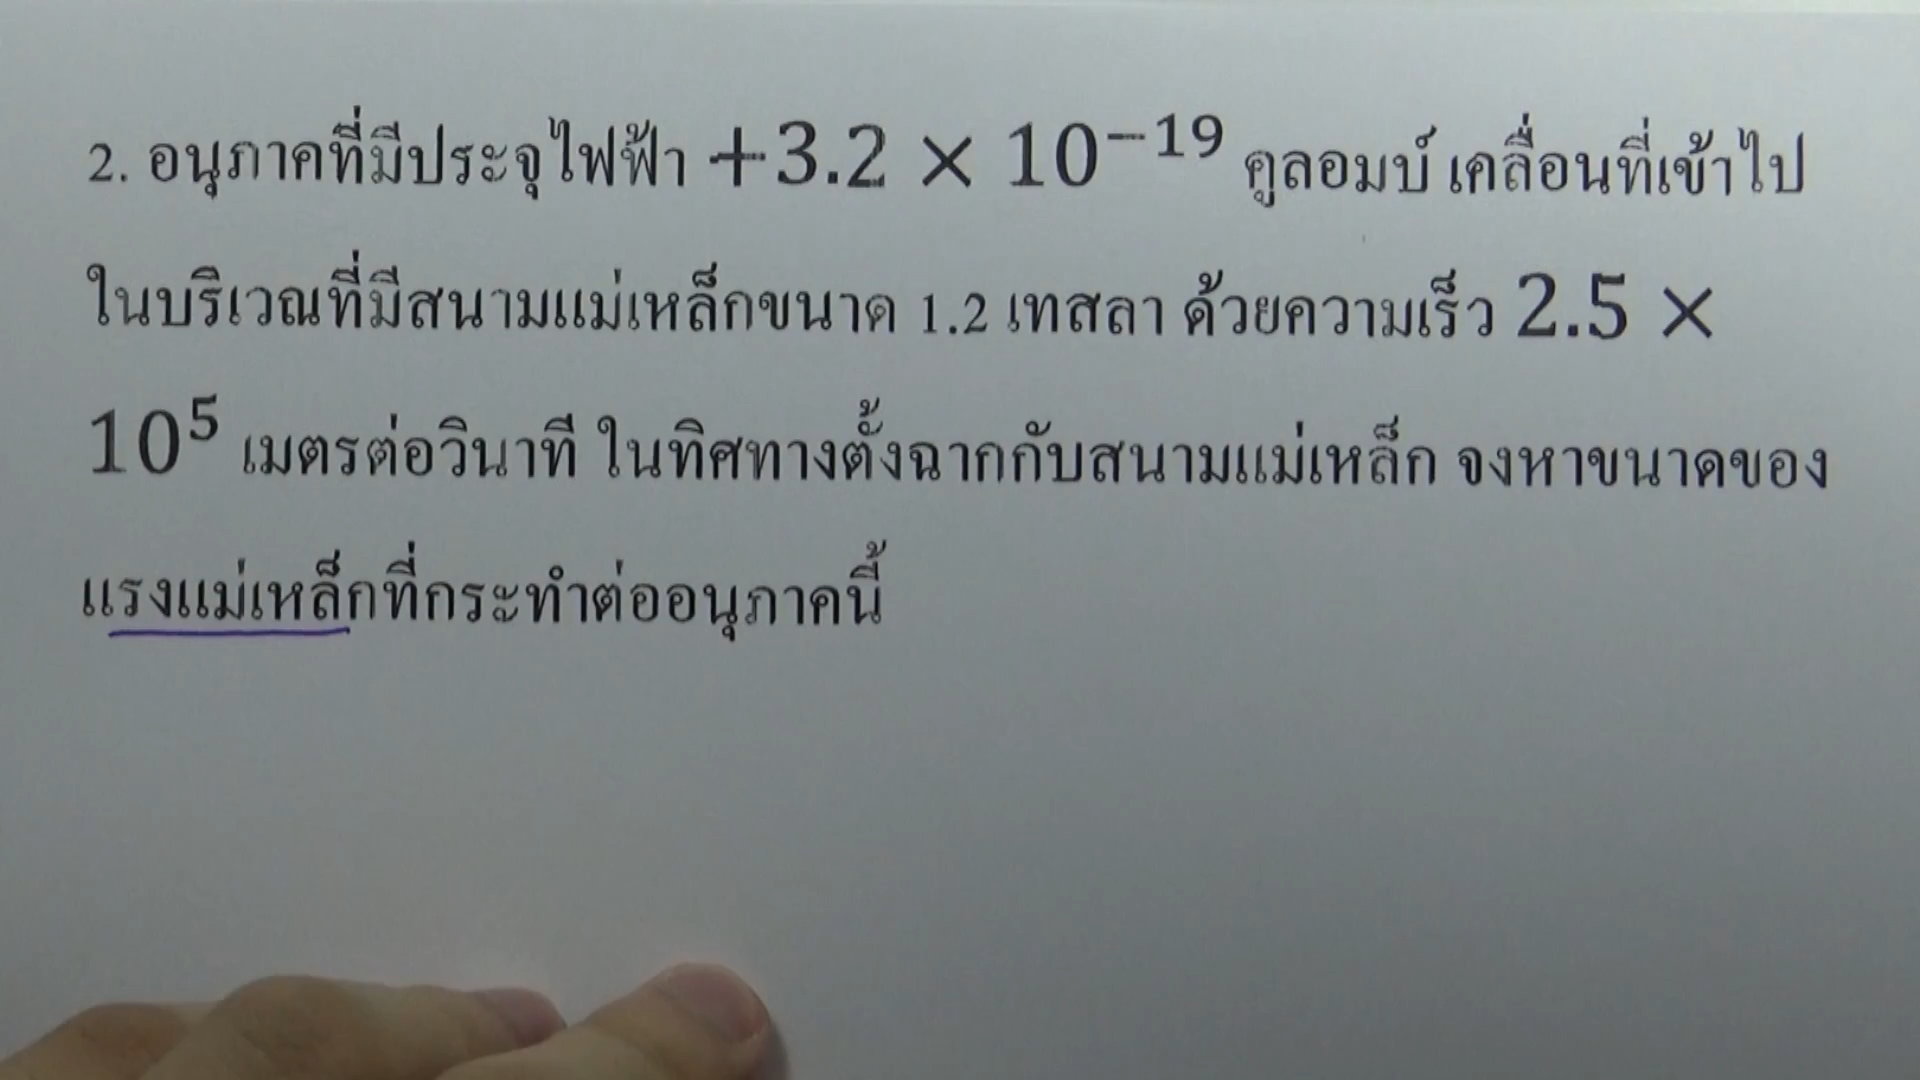 2. อนุภาคที่มีประจุไฟฟ้า +3.2 × 10⁻¹⁹ คูลอมบ์ เคลื่อนที่เข้าไป
ในบริเวณที่มีสนามแม่เหล็กขนาด 1.2 เทสลา ด้วยความเร็ว 2.5 ×
10⁵ เมตรต่อวินาที ในทิศทางตั้งฉากกับสนามแม่เหล็ก จงหาขนาดของ
แรงแม่เหล็กที่กระทำต่ออนุภาคนี้